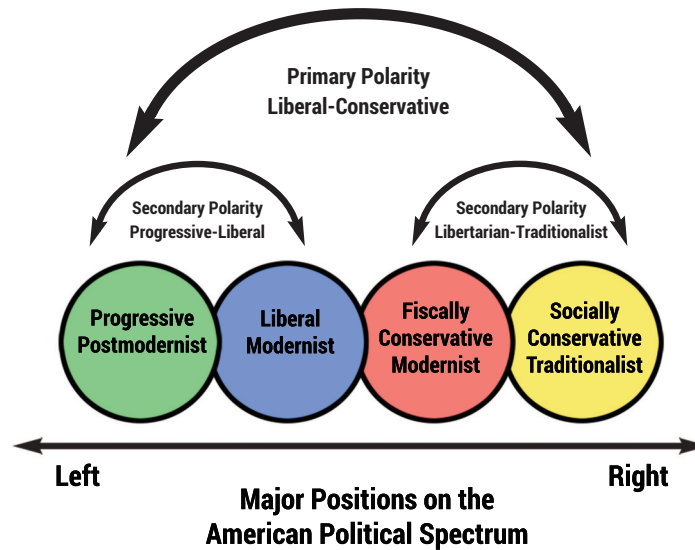 Primary Polarity
Liberal-Conservative
Secondary Polarity
Progressive-Liberal
Secondary Polarity
Libertarian-Traditionalist
Progressive
Postmodernist
Liberal
Modernist
Fiscally
Conservative
Modernist
Socially
Conservative
Traditionalist
Left
Right
Major Positions on the
American Political Spectrum